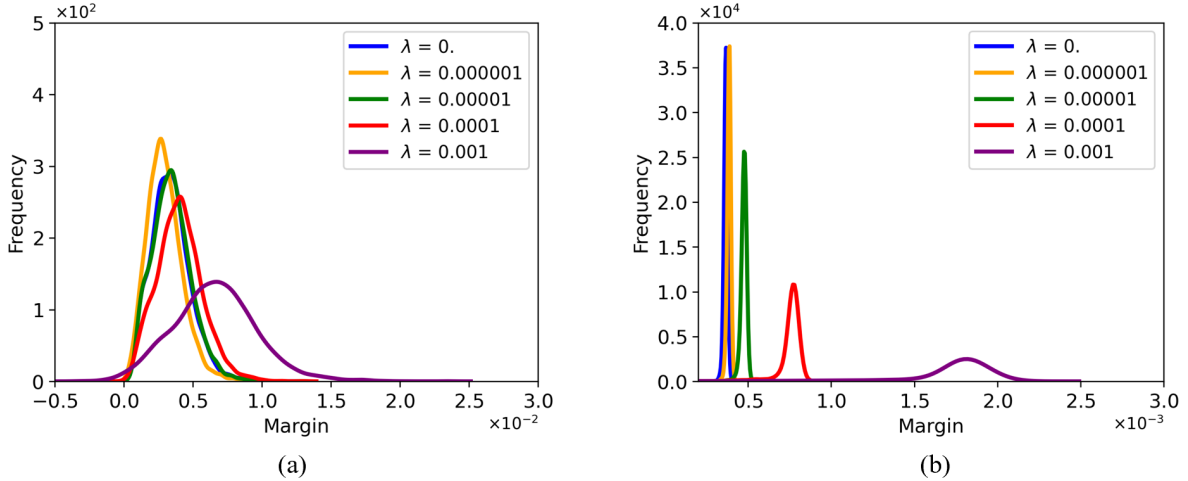 ×10²
5
4
3
2
1
0
Frequency
−0.5
0.0
0.5
1.0
1.5
2.0
2.5
3.0
×10⁻²
Margin
λ = 0.
λ = 0.000001
λ = 0.00001
λ = 0.0001
λ = 0.001
(a)
×10⁴
4.0
3.5
3.0
2.5
2.0
1.5
1.0
0.5
0.0
Frequency
0.5
1.0
1.5
2.0
2.5
3.0
×10⁻³
Margin
λ = 0.
λ = 0.000001
λ = 0.00001
λ = 0.0001
λ = 0.001
(b)